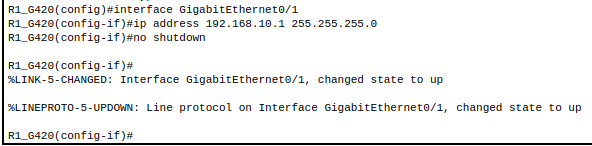 R1_G420(config)#interface GigabitEthernet0/1
R1_G420(config-if)#ip address 192.168.10.1 255.255.255.0
R1_G420(config-if)#no shutdown
R1_G420(config-if)#
%LINK-5-CHANGED: Interface GigabitEthernet0/1, changed state to up
%LINEPROTO-5-UPDOWN: Line protocol on Interface GigabitEthernet0/1, changed state to up
R1_G420(config-if)#